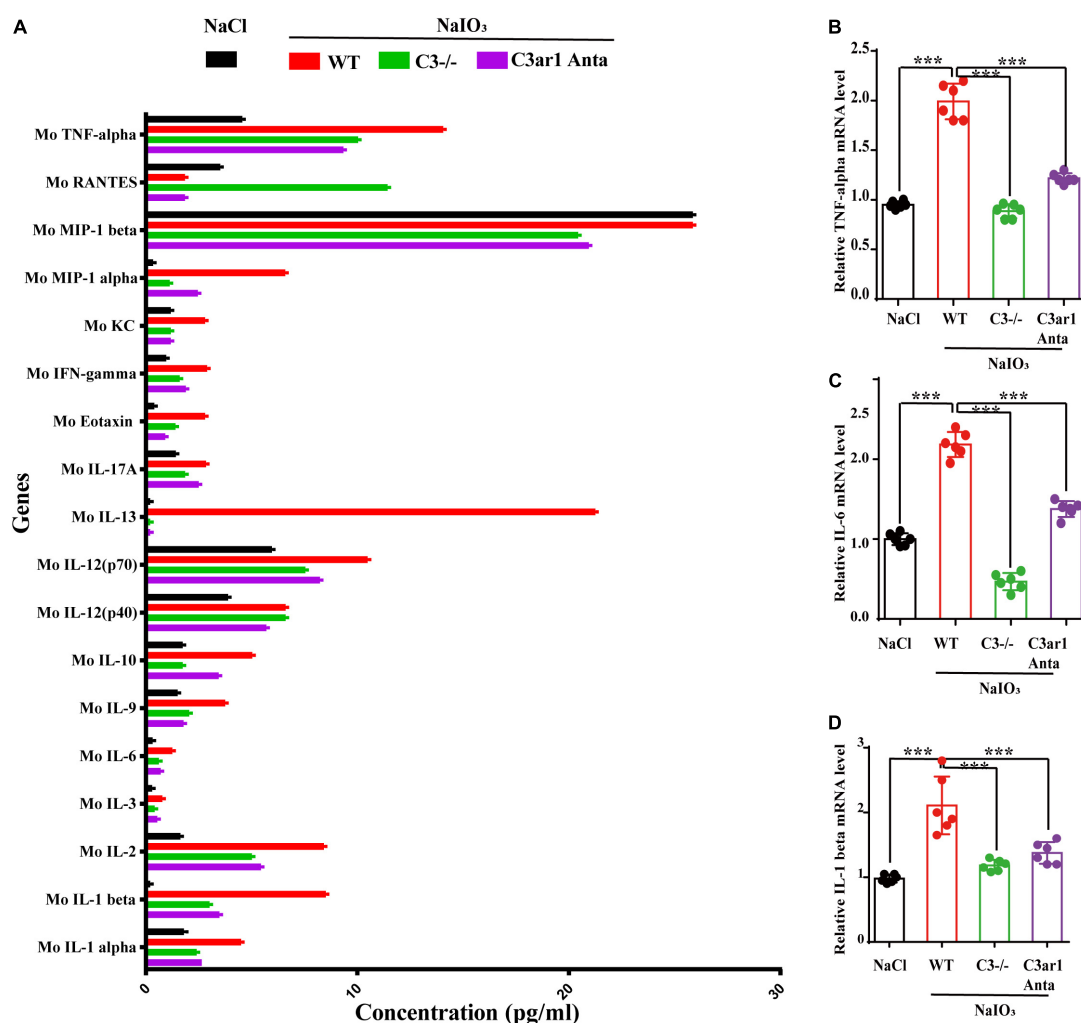 A
NaCl
NaIO₃
WT
C3-/-
C3ar1 Anta
Genes
Mo TNF-alpha
Mo RANTES
Mo MIP-1 beta
Mo MIP-1 alpha
Mo KC
Mo IFN-gamma
Mo Eotaxin
Mo IL-17A
Mo IL-13
Mo IL-12(p70)
Mo IL-12(p40)
Mo IL-10
Mo IL-9
Mo IL-6
Mo IL-3
Mo IL-2
Mo IL-1 beta
Mo IL-1 alpha
0 10 20 30
Concentration (pg/ml)
B
Relative TNF-alpha mRNA level
2.5
2.0
1.5
1.0
0.0
*** *** ***
NaCl WT C3-/- C3ar1
Anta
NaIO₃
C
Relative IL-6 mRNA level
2.5
2.0
1.0
0.0
*** *** ***
NaCl WT C3-/- C3ar1
Anta
NaIO₃
D
Relative IL-1 beta mRNA level
3
2
1
0
*** *** ***
NaCl WT C3-/- C3ar1
Anta
NaIO₃